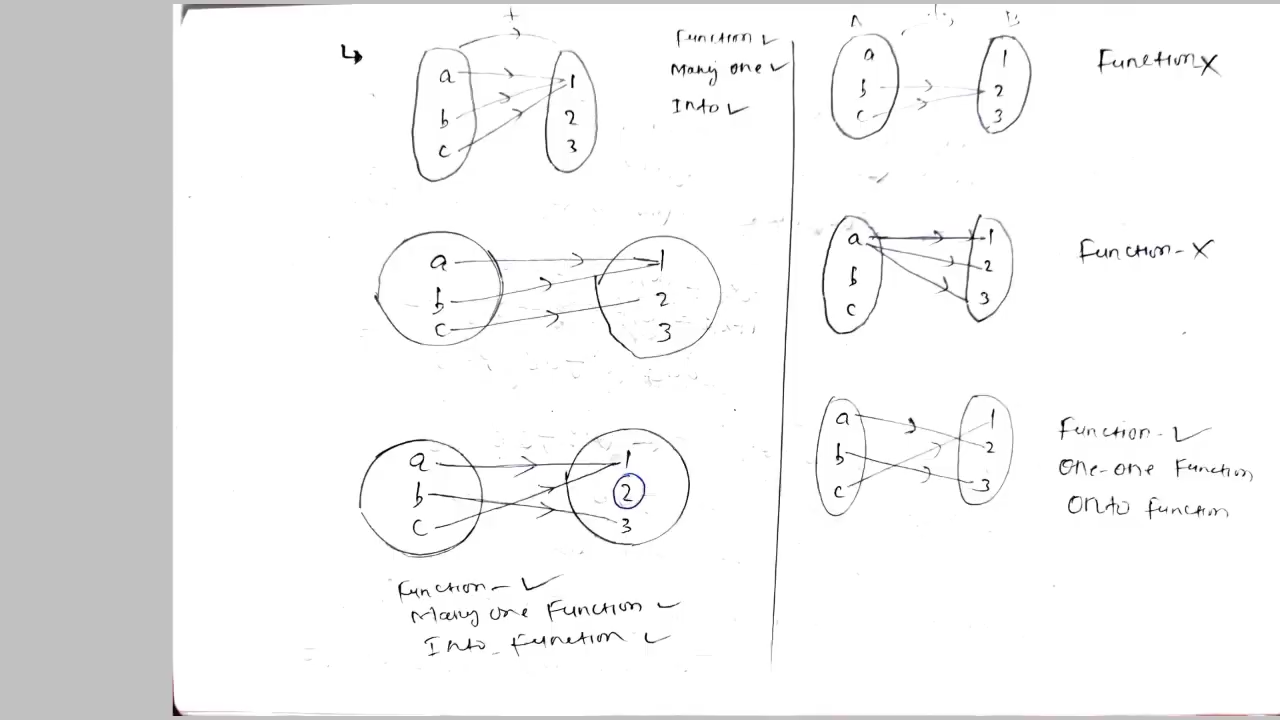 a 1
b 2
c 3
Function ✓
Many one ✓
Into ✓
a 1
b 2
c 3
a 1
b 2
c 3
Function - ✓
Many one Function ✓
Into Function ✓
A B
a 1
b 2
c 3
Function X
a 1
b 2
c 3
Function - X
a 1
b 2
c 3
Function - ✓
One-one Function
Onto function